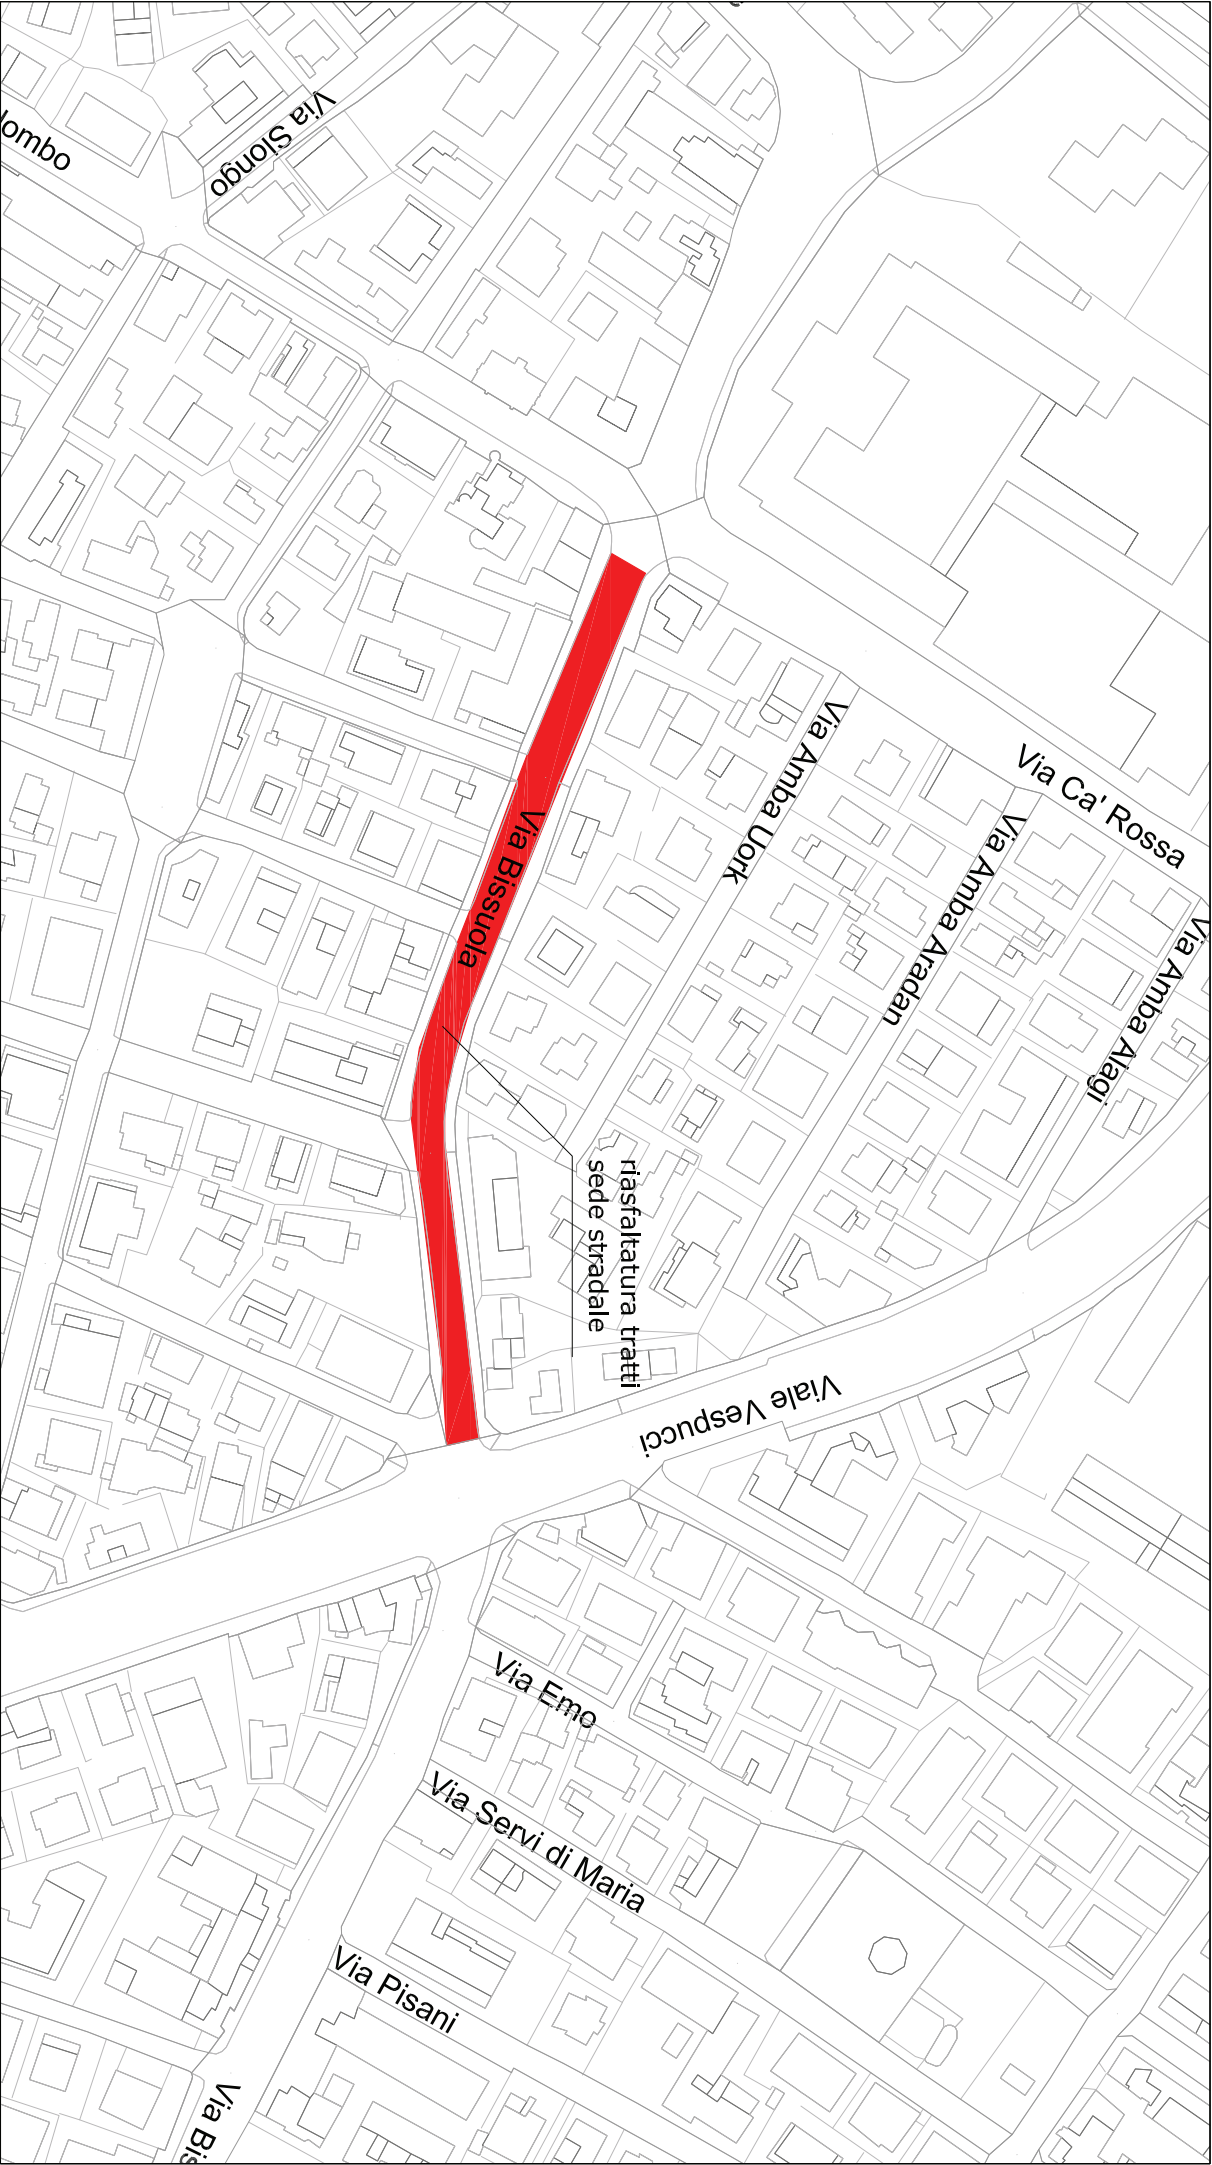 Via Slongo
lombo
Via Amba Uork
Via Ca' Rossa
Via Amba Aradan
Via Bissuola
Via Amba Alagi
riasfaltatura tratti
sede stradale
Viale Vespucci
Via Emo
Via Servi di Maria
Via Pisani
Via Bis